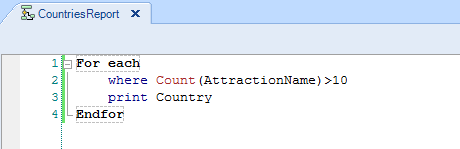 CountriesReport
1 For each
2 where Count(AttractionName)>10
3 print Country
4 Endfor